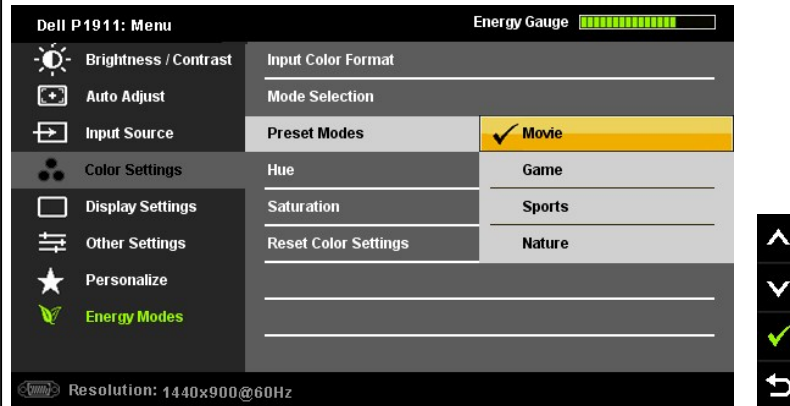 Dell P1911: Menu
Energy Gauge
Brightness / Contrast
Input Color Format
Auto Adjust
Mode Selection
Input Source
Preset Modes
Movie
Color Settings
Hue
Game
Display Settings
Saturation
Sports
Other Settings
Reset Color Settings
Nature
Personalize
Energy Modes
Resolution: 1440x900@60Hz